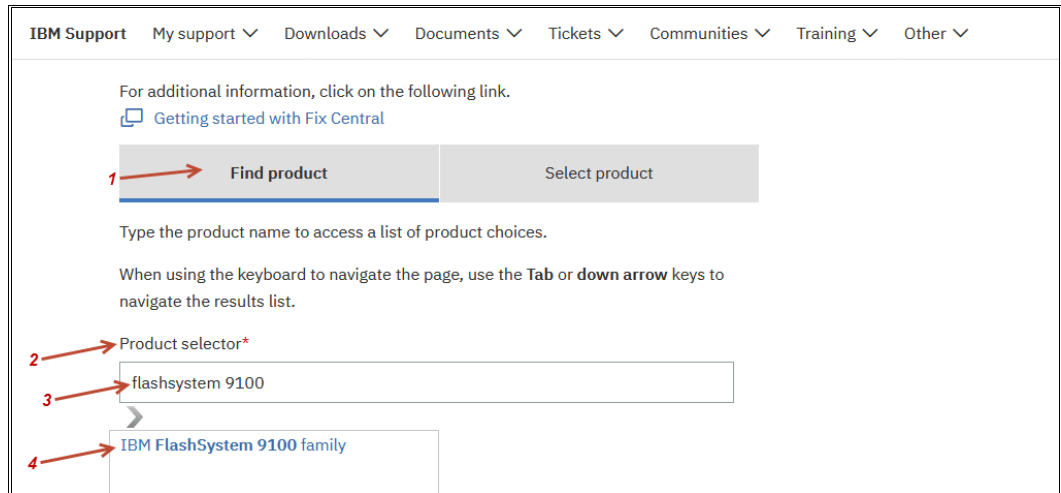 IBM Support My support Downloads Documents Tickets Communities Training Other
For additional information, click on the following link.
Getting started with Fix Central
1 Find product Select product
Type the product name to access a list of product choices.
When using the keyboard to navigate the page, use the Tab or down arrow keys to
navigate the results list.
2 Product selector*
3 flashsystem 9100
4 IBM FlashSystem 9100 family